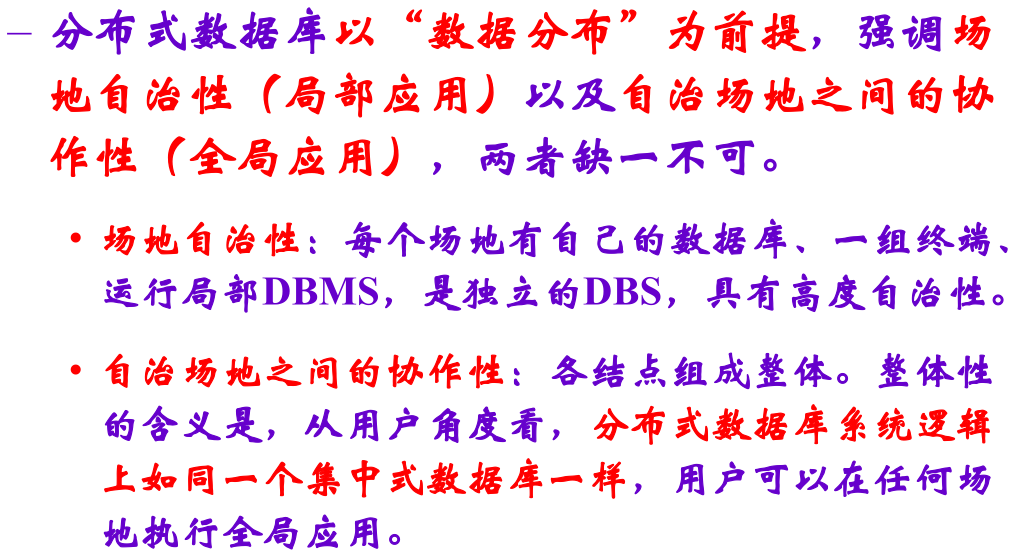 – 分布式数据库以“数据分布”为前提，强调场
地自治性（局部应用）以及自治场地之间的协
作性（全局应用），两者缺一不可。
• 场地自治性：每个场地有自己的数据库、一组终端、
运行局部DBMS，是独立的DBS，具有高度自治性。
• 自治场地之间的协作性：各结点组成整体。整体性
的含义是，从用户角度看，分布式数据库系统逻辑
上如同一个集中式数据库一样，用户可以在任何场
地执行全局应用。